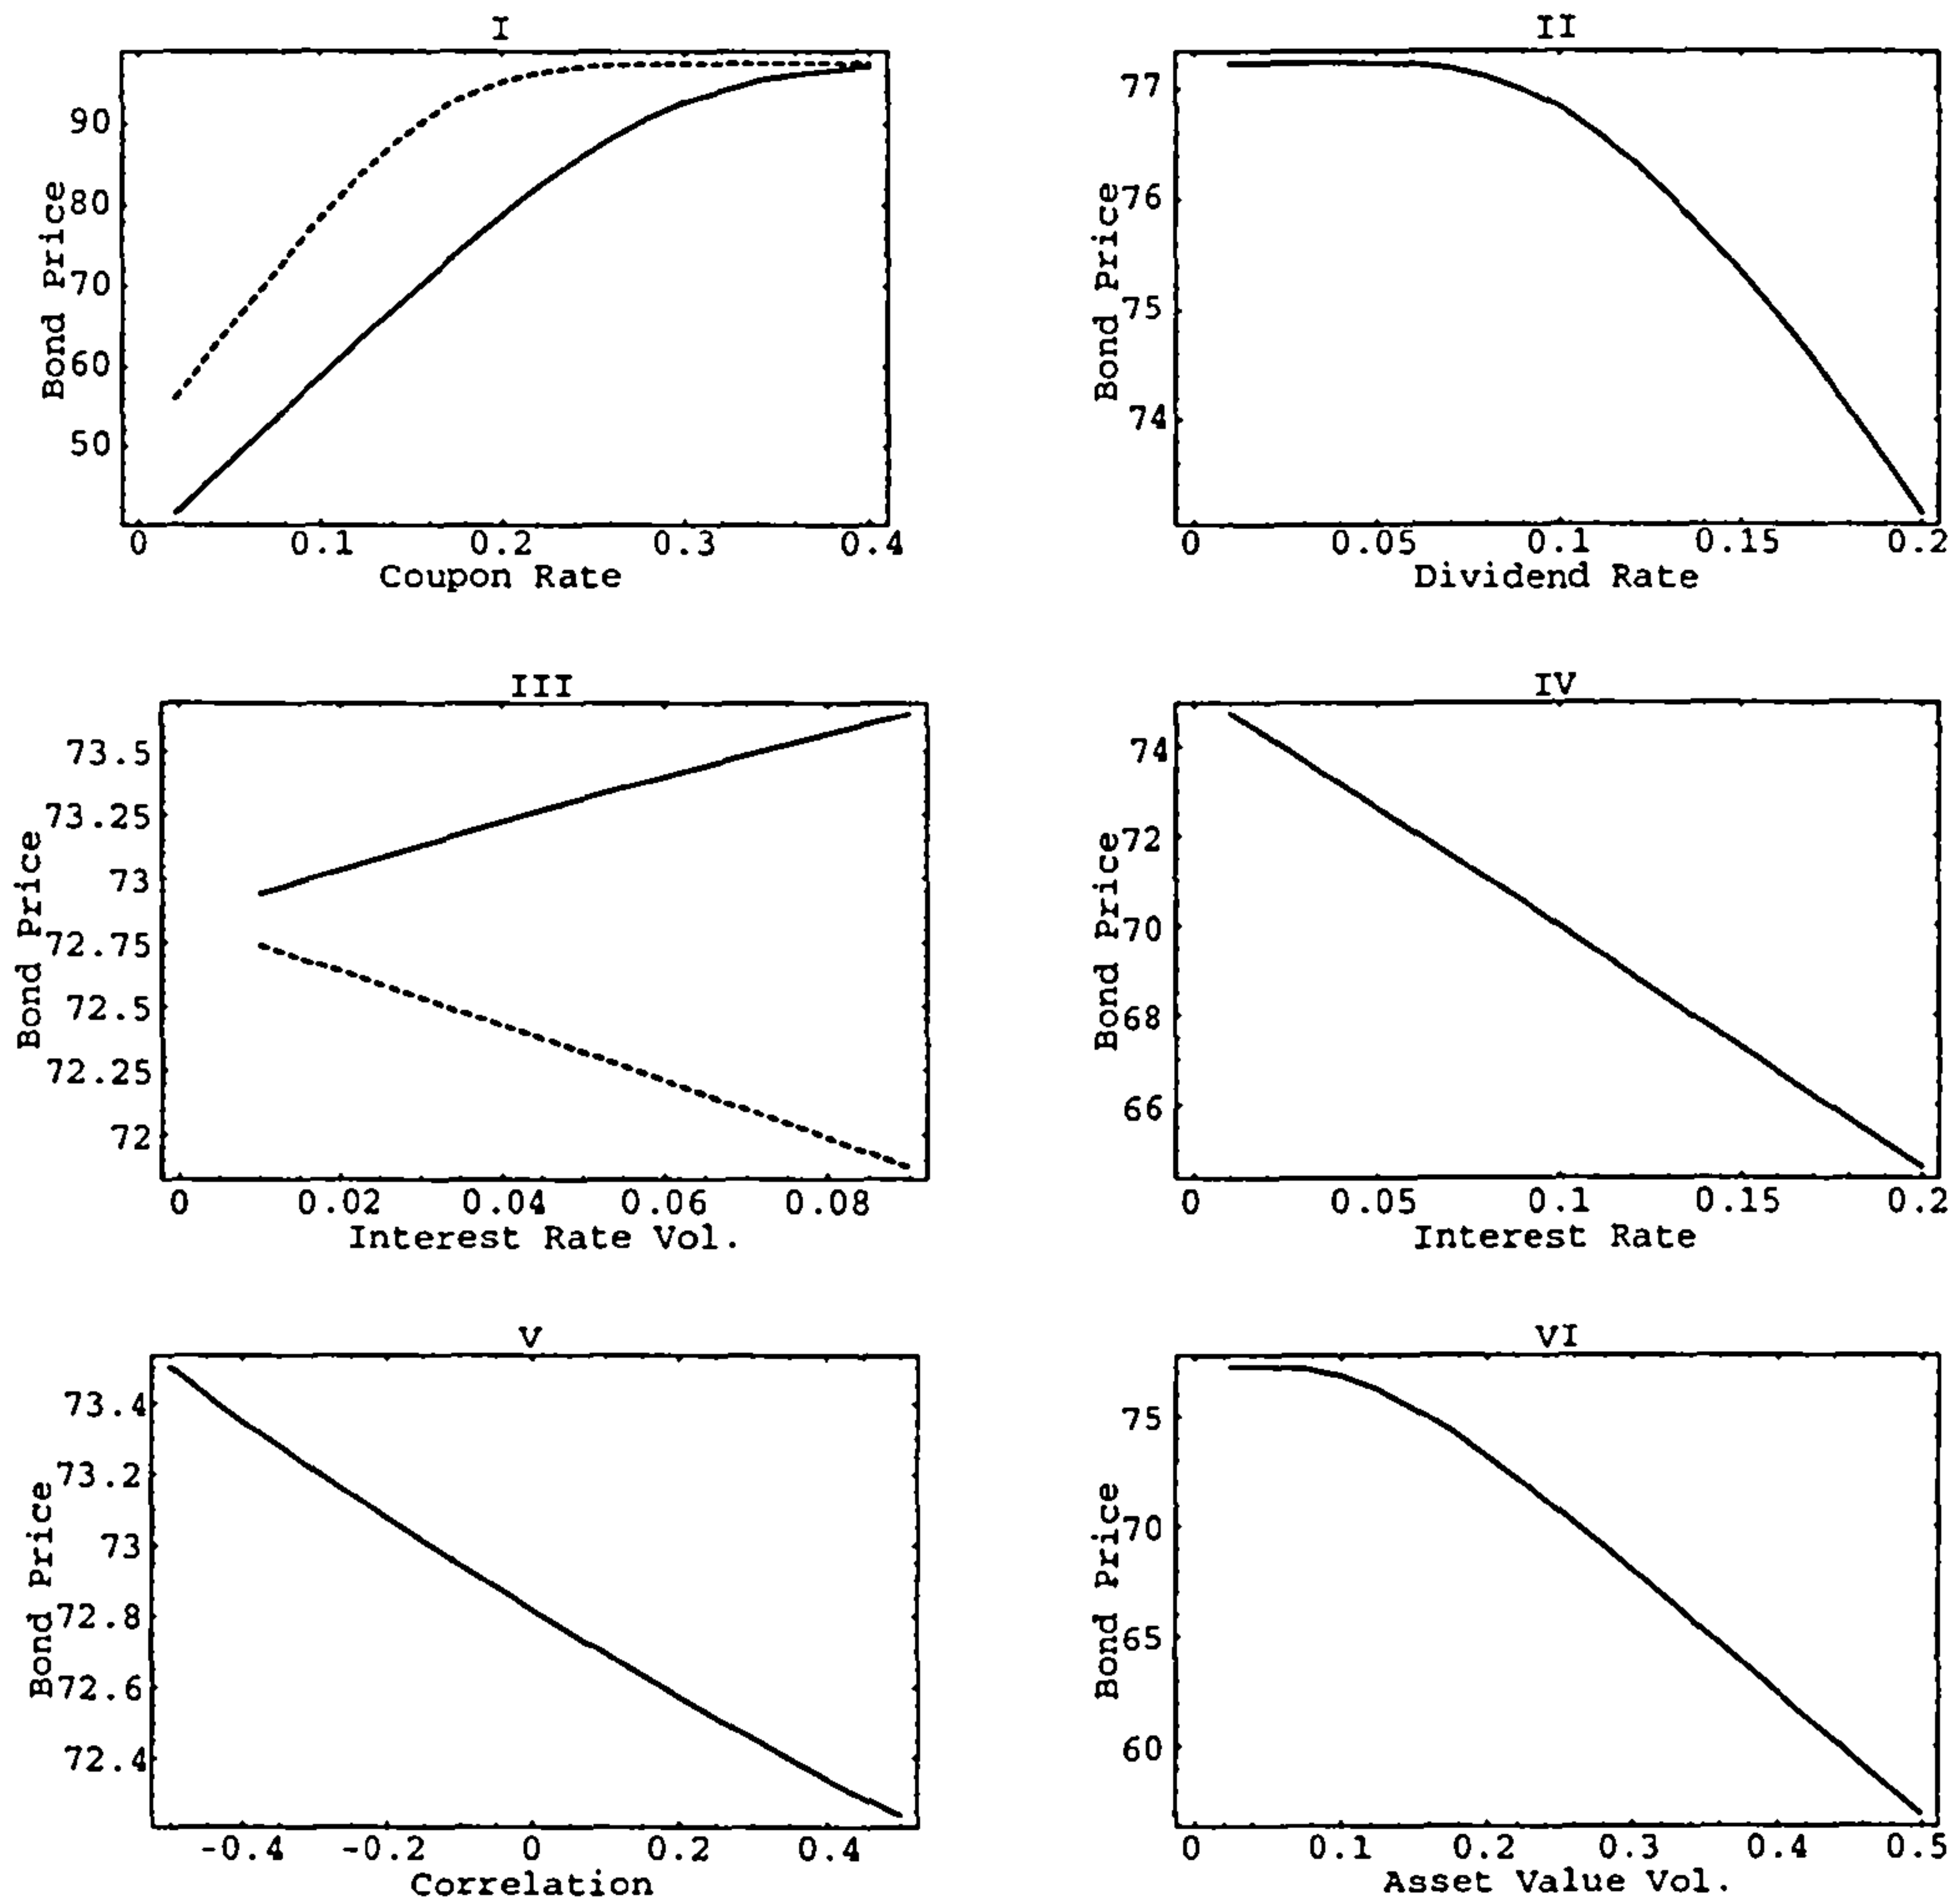 I
Bond Price
90
80
70
60
50
0 0.1 0.2 0.3 0.4
Coupon Rate
II
Bond Price
77
76
75
74
0 0.05 0.1 0.15 0.2
Dividend Rate
III
Bond Price
73.5
73.25
73
72.75
72.5
72.25
72
0 0.02 0.04 0.06 0.08
Interest Rate Vol.
IV
Bond Price
74
72
70
68
66
0 0.05 0.1 0.15 0.2
Interest Rate
V
Bond Price
73.4
73.2
73
72.8
72.6
72.4
-0.4 -0.2 0 0.2 0.4
Correlation
VI
Bond Price
75
70
65
60
0 0.1 0.2 0.3 0.4 0.5
Asset Value Vol.